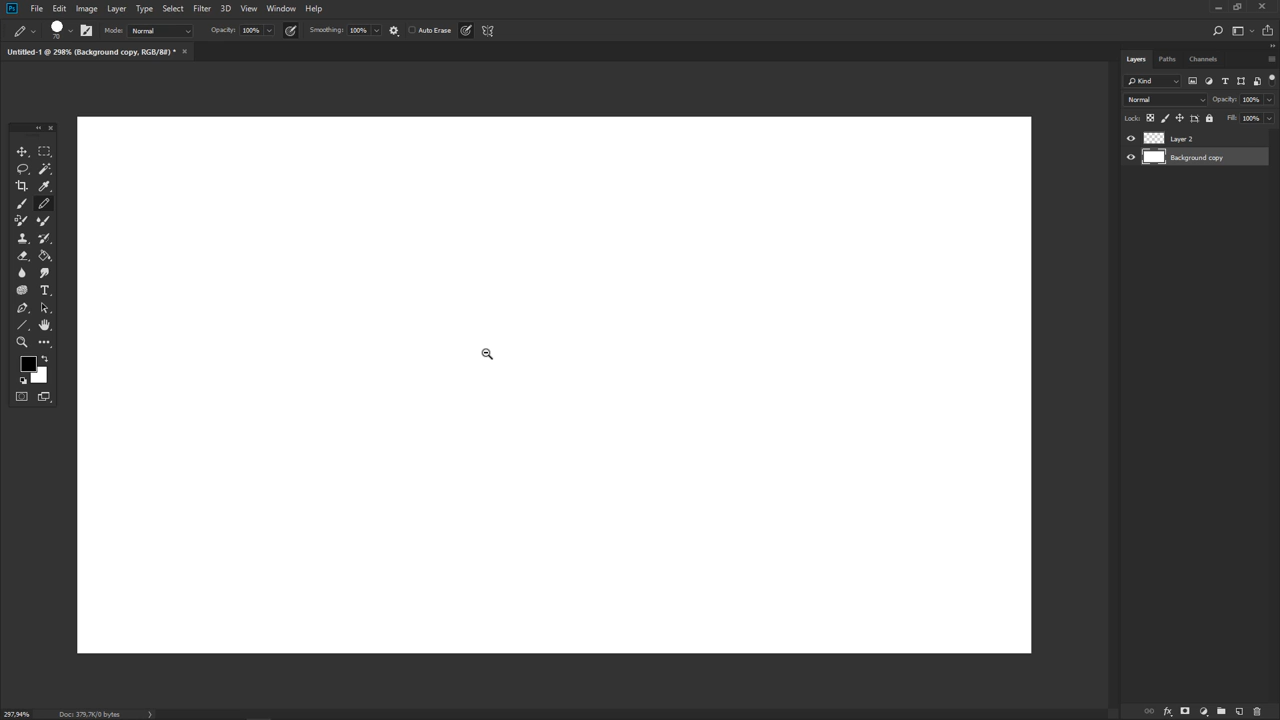 Ps File Edit Image Layer Type Select Filter 3D View Window Help
70 Mode: Normal Opacity: 100% Smoothing: 100% Auto Erase
Untitled-1 @ 298% (Background copy, RGB/8#) * ×
Layers Paths Channels
Kind
Normal Opacity: 100%
Lock: Fill: 100%
Layer 2
Background copy
297,94% Doc: 379,7K/0 bytes